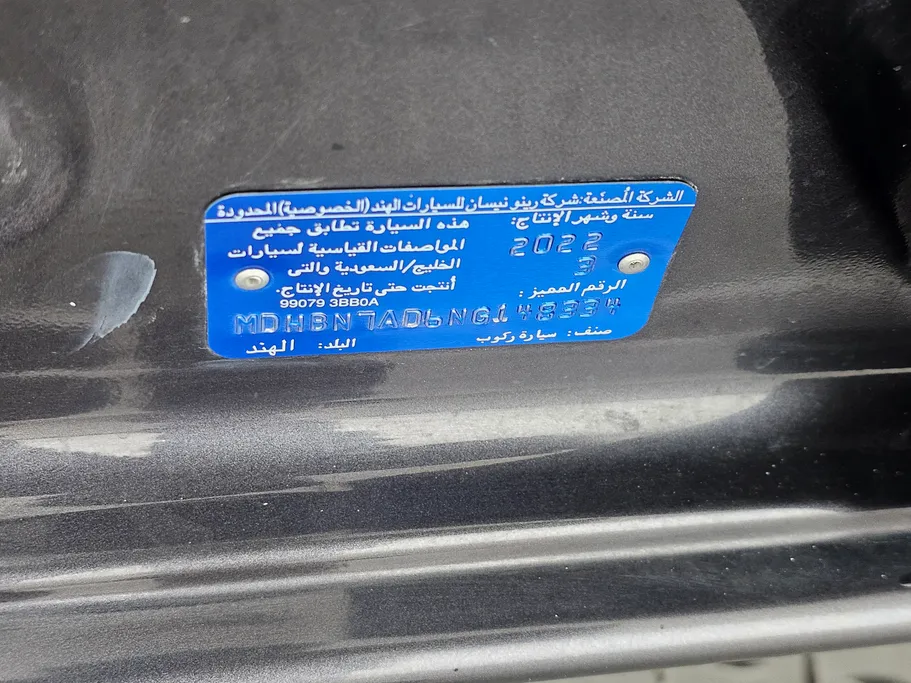 الشركة المصنعة: شركة رينو نيسان للسيارات الهند (الخصوصية) المحدودة
سنة وشهر الإنتاج:
2022
3
هذه السيارة تطابق جميع
المواصفات القياسية لسيارات
الخليج/السعودية والتى
أنتجت حتى تاريخ الإنتاج.
99079 3BB0A
الرقم المميز:
MDHBN7AD6NG148334
صنف: سيارة ركوب
البلد: الهند